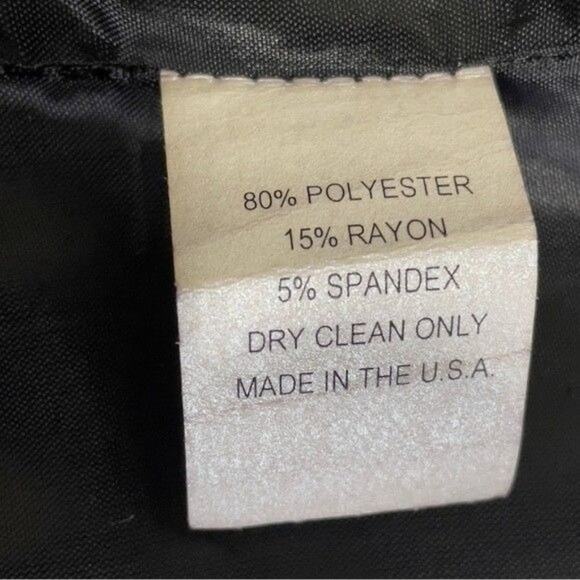 80% POLYESTER
15% RAYON
5% SPANDEX
DRY CLEAN ONLY
MADE IN THE U.S.A.